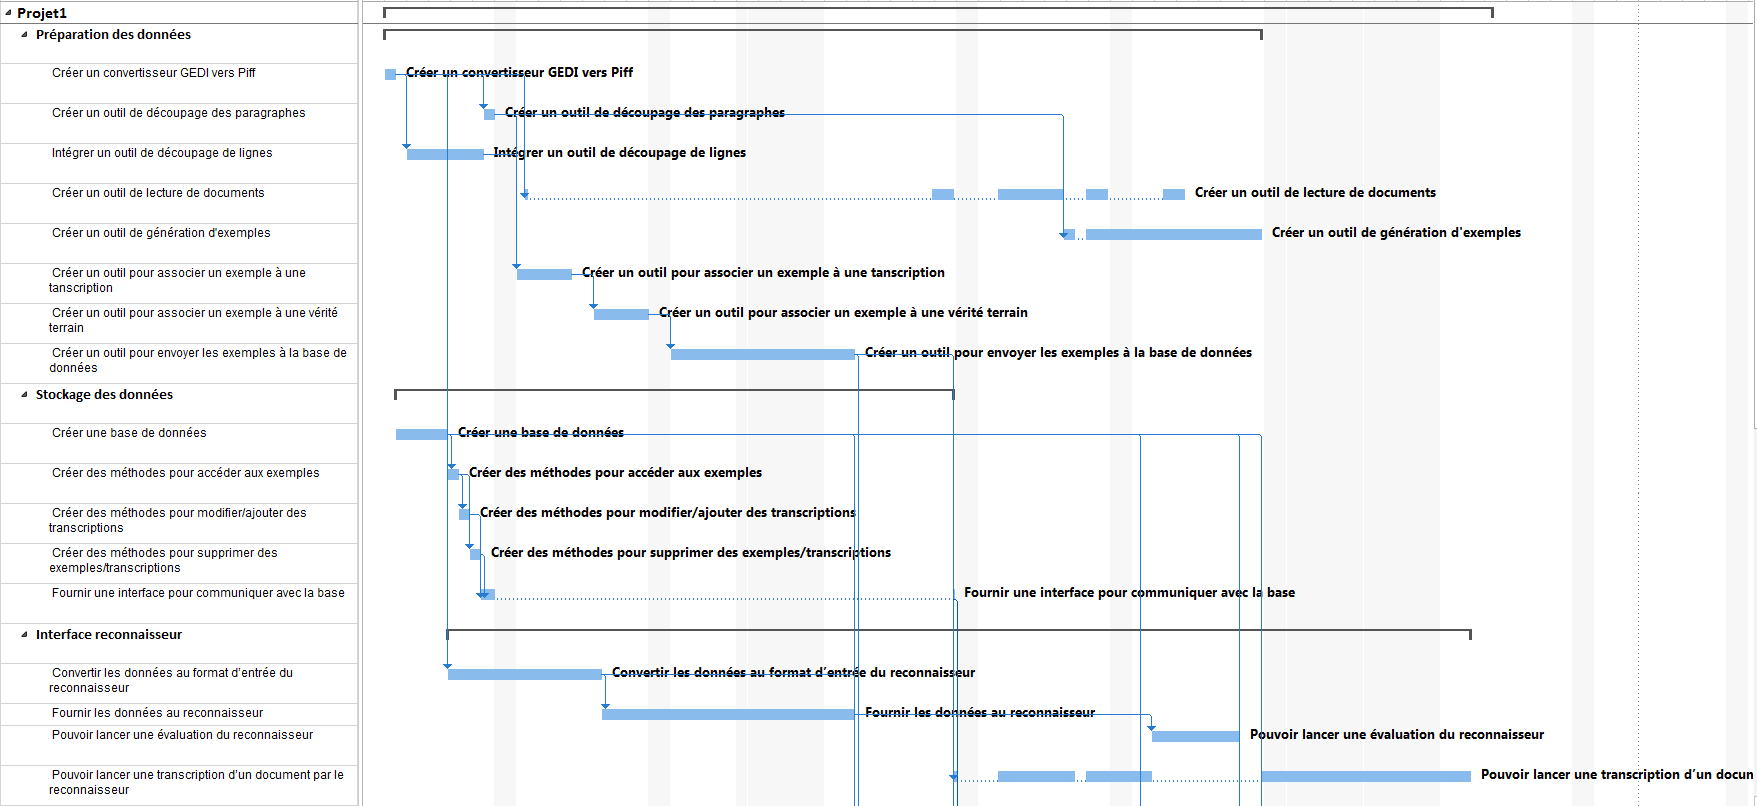 Projet1
Préparation des données
Créer un convertisseur GEDI vers Piff
Créer un convertisseur GEDI vers Piff
Créer un outil de découpage des paragraphes
Créer un outil de découpage des paragraphes
Intégrer un outil de découpage de lignes
Intégrer un outil de découpage de lignes
Créer un outil de lecture de documents
Créer un outil de lecture de documents
Créer un outil de génération d'exemples
Créer un outil de génération d'exemples
Créer un outil pour associer un exemple à une
tanscription
Créer un outil pour associer un exemple à une tanscription
Créer un outil pour associer un exemple à une vérité
terrain
Créer un outil pour associer un exemple à une vérité terrain
Créer un outil pour envoyer les exemples à la base de
données
Créer un outil pour envoyer les exemples à la base de données
Stockage des données
Créer une base de données
Créer une base de données
Créer des méthodes pour accéder aux exemples
Créer des méthodes pour accéder aux exemples
Créer des méthodes pour modifier/ajouter des
transcriptions
Créer des méthodes pour modifier/ajouter des transcriptions
Créer des méthodes pour supprimer des
exemples/transcriptions
Créer des méthodes pour supprimer des exemples/transcriptions
Fournir une interface pour communiquer avec la base
Fournir une interface pour communiquer avec la base
Interface reconnaisseur
Convertir les données au format d'entrée du
reconnaisseur
Convertir les données au format d'entrée du reconnaisseur
Fournir les données au reconnaisseur
Fournir les données au reconnaisseur
Pouvoir lancer une évaluation du reconnaisseur
Pouvoir lancer une évaluation du reconnaisseur
Pouvoir lancer une transcription d'un document par le
reconnaisseur
Pouvoir lancer une transcription d'un docun